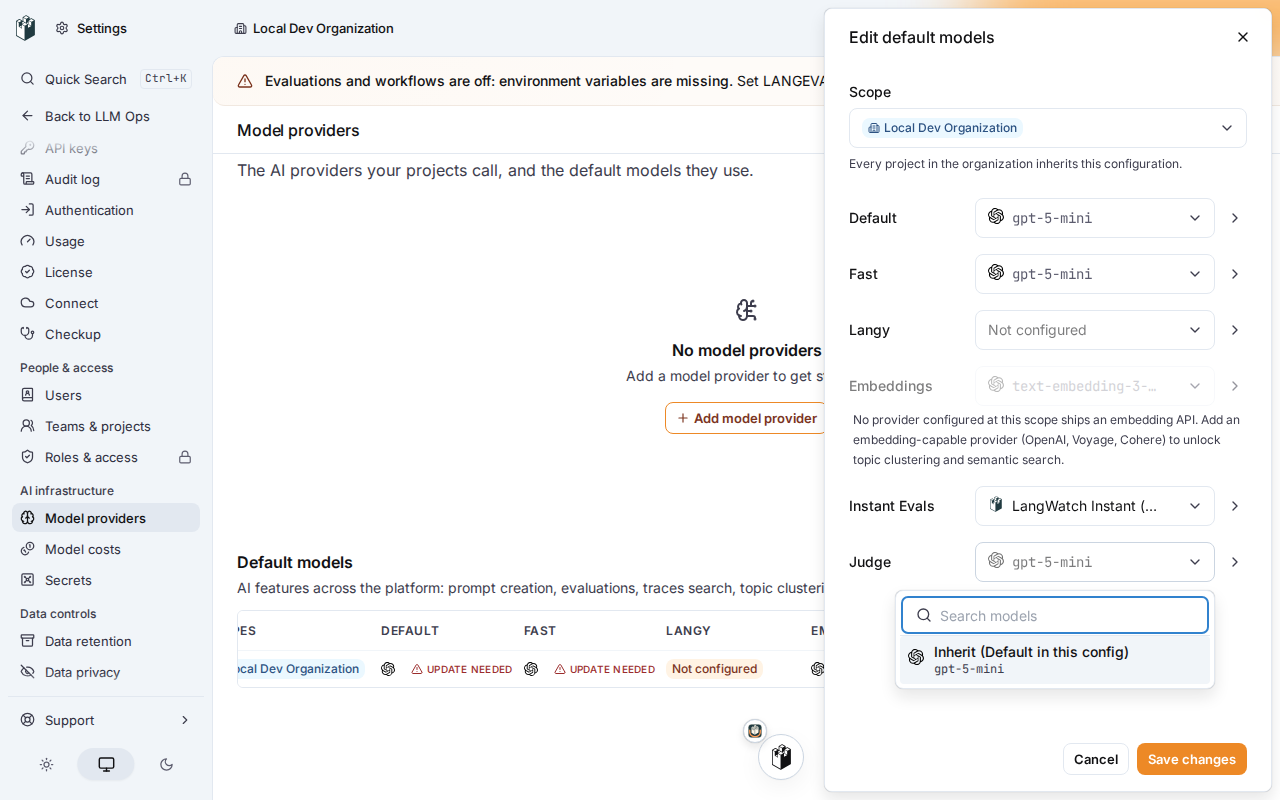 Settings
Local Dev Organization
Quick Search
Ctrl+K
Back to LLM Ops
API keys
Audit log
Authentication
Usage
License
Connect
Checkup
People & access
Users
Teams & projects
Roles & access
AI infrastructure
Model providers
Model costs
Secrets
Data controls
Data retention
Data privacy
Support
Evaluations and workflows are off: environment variables are missing. Set LANGEVA
Model providers
The AI providers your projects call, and the default models they use.
No model providers
Add a model provider to get st
Add model provider
Default models
AI features across the platform: prompt creation, evaluations, traces search, topic clusteri
PES
DEFAULT
FAST
LANGY
EM
ocal Dev Organization
UPDATE NEEDED
UPDATE NEEDED
Not configured
Edit default models
Scope
Local Dev Organization
Every project in the organization inherits this configuration.
Default
gpt-5-mini
Fast
gpt-5-mini
Langy
Not configured
Embeddings
text-embedding-3-…
No provider configured at this scope ships an embedding API. Add an
embedding-capable provider (OpenAI, Voyage, Cohere) to unlock
topic clustering and semantic search.
Instant Evals
LangWatch Instant (...
Judge
gpt-5-mini
Search models
Inherit (Default in this config)
gpt-5-mini
Cancel
Save changes